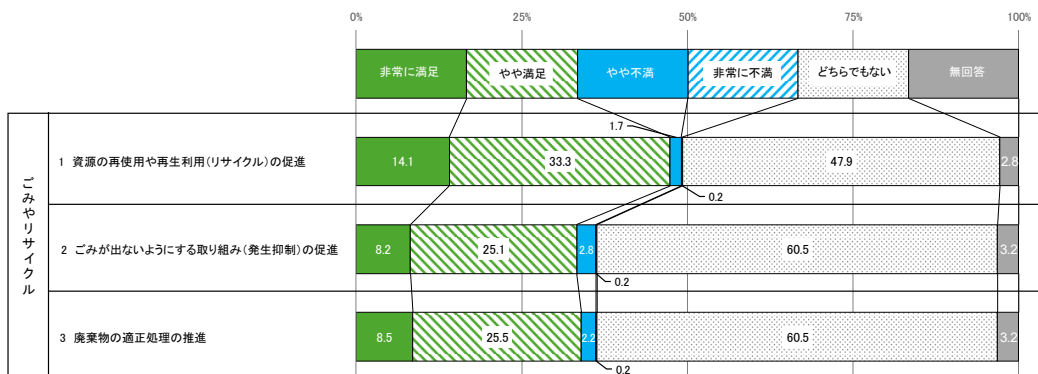 0%
25%
50%
75%
100%
非常に満足
やや満足
やや不満
非常に不満
どちらでもない
無回答
ごみやリサイクル
1 資源の再使用や再生利用(リサイクル)の促進
14.1
33.3
1.7
0.2
47.9
2.8
2 ごみが出ないようにする取り組み(発生抑制)の促進
8.2
25.1
2.8
0.2
60.5
3.2
3 廃棄物の適正処理の推進
8.5
25.5
2.2
0.2
60.5
3.2